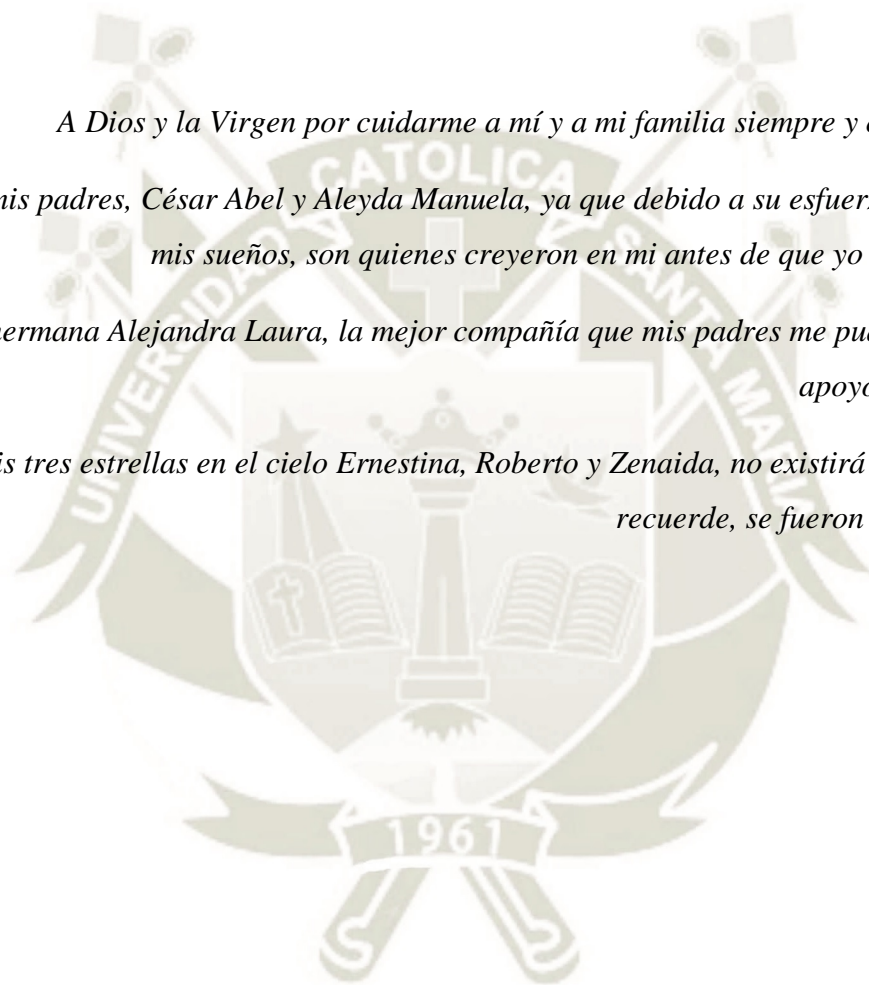 A Dios y la Virgen por cuidarme a mí y a mi familia siempre y
mis padres, César Abel y Aleyda Manuela, ya que debido a su esfuer
mis sueños, son quienes creyeron en mi antes de que yo
hermana Alejandra Laura, la mejor compañía que mis padres me pu
apoyo
is tres estrellas en el cielo Ernestina, Roberto y Zenaida, no existirá
recuerde, se fueron
UNIVERSIDAD CATOLICA SANTA MARIA
1961